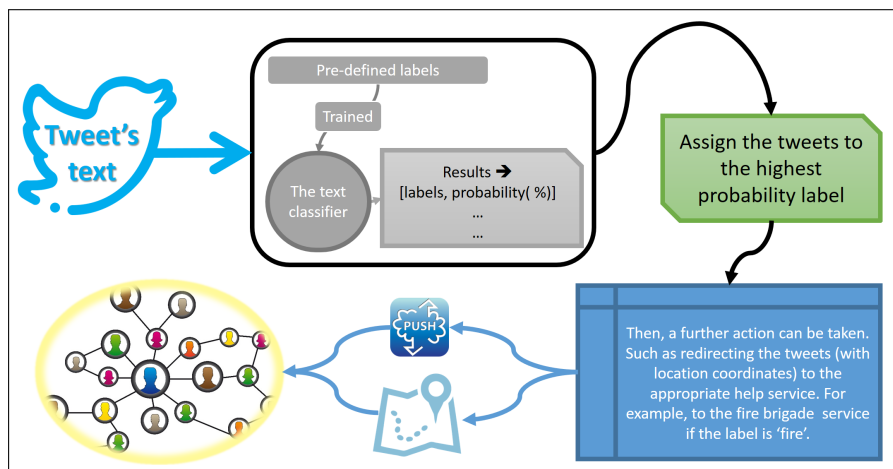 Tweet's
text
Pre-defined labels
Trained
The text
classifier
Results ➔
[labels, probability( %)]
...
...
Assign the tweets to
the highest
probability label
Then, a further action can be taken.
Such as redirecting the tweets (with
location coordinates) to the
appropriate help service. For
example, to the fire brigade service
if the label is 'fire'.
PUSH